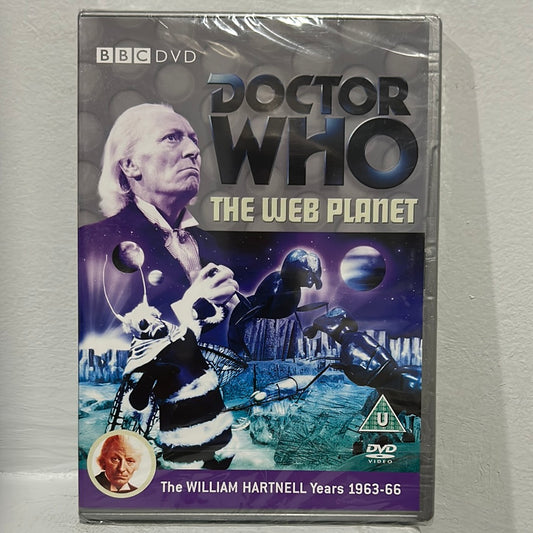 BBC DVD
DOCTOR
WHO
THE WEB PLANET
U
DVD
VIDEO
The WILLIAM HARTNELL Years 1963-66